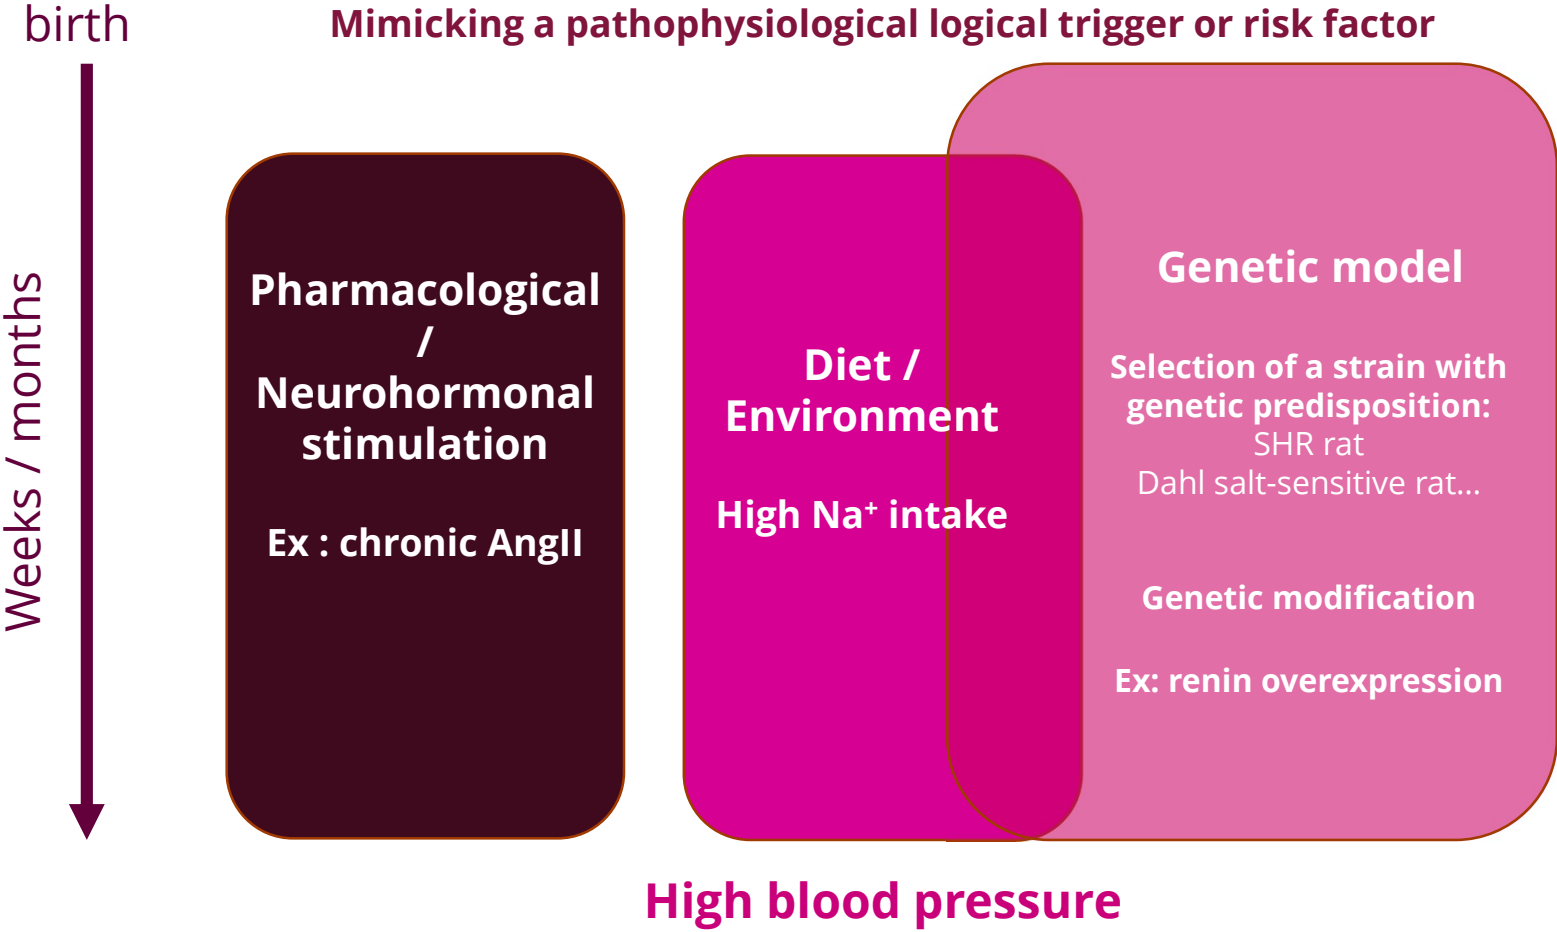 birth
Mimicking a pathophysiological logical trigger or risk factor
Weeks / months
Pharmacological
/
Neurohormonal
stimulation
Ex : chronic AngII
Diet /
Environment
High Na⁺ intake
Genetic model
Selection of a strain with
genetic predisposition:
SHR rat
Dahl salt-sensitive rat...
Genetic modification
Ex: renin overexpression
High blood pressure